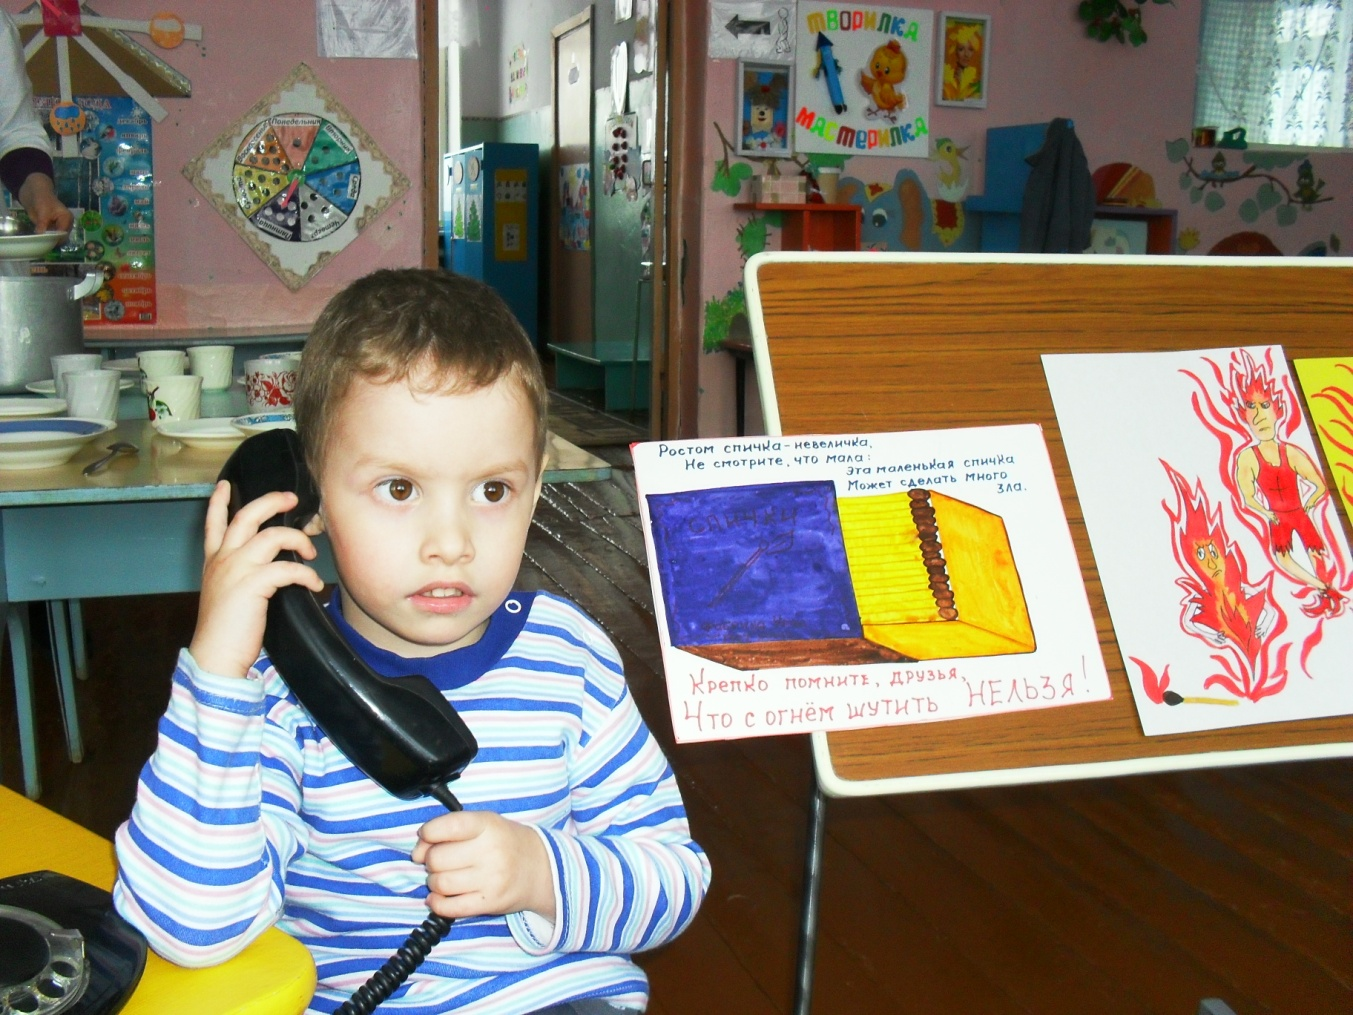 ТВОРИЛКА
МАСТЕРИЛКА
Понедельник
Ростом спичка-невеличка,
Не смотрите, что мала:
Эта маленькая спичка
Может сделать много
зла.
СПИЧКИ
Крепко помните, друзья,
Что с огнём шутить НЕЛЬЗЯ!